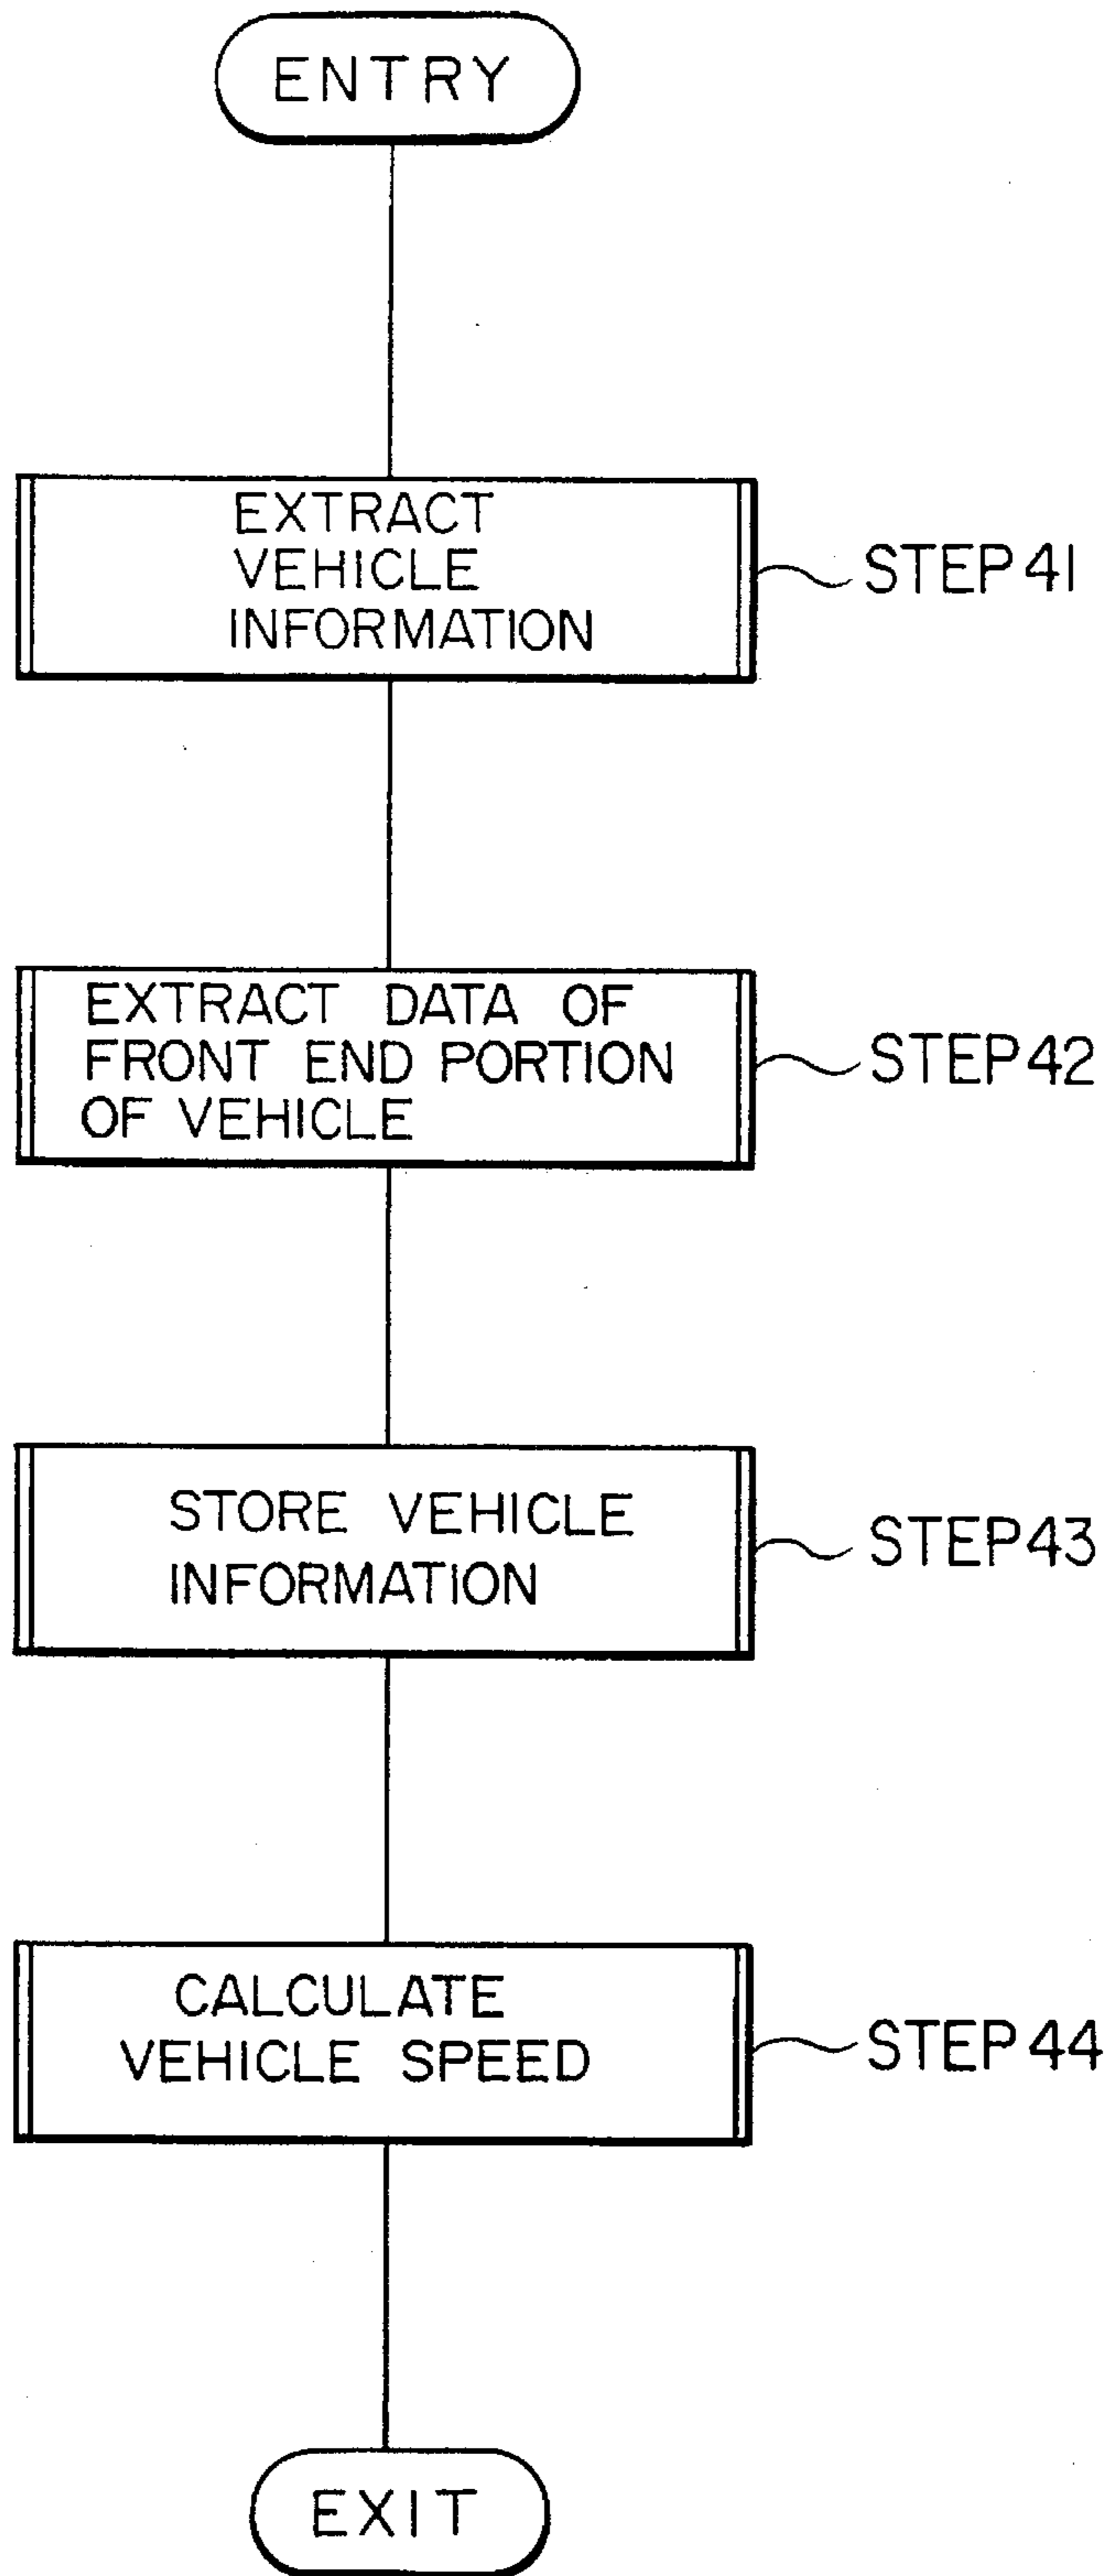 ENTRY
EXTRACT
VEHICLE
INFORMATION
STEP 41
EXTRACT DATA OF
FRONT END PORTION
OF VEHICLE
STEP 42
STORE VEHICLE
INFORMATION
STEP 43
CALCULATE
VEHICLE SPEED
STEP 44
EXIT